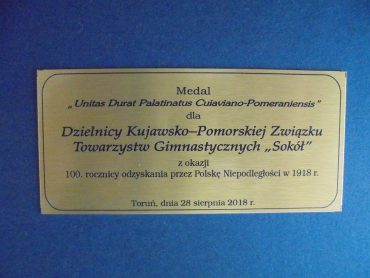 Medal
„Unitas Durat Palatinatus Cuiaviano-Pomeraniensis"
dla
Dzielnicy Kujawsko–Pomorskiej Związku
Towarzystw Gimnastycznych „Sokół"
z okazji
100. rocznicy odzyskania przez Polskę Niepodległości w 1918 r.
Toruń, dnia 28 sierpnia 2018 r.